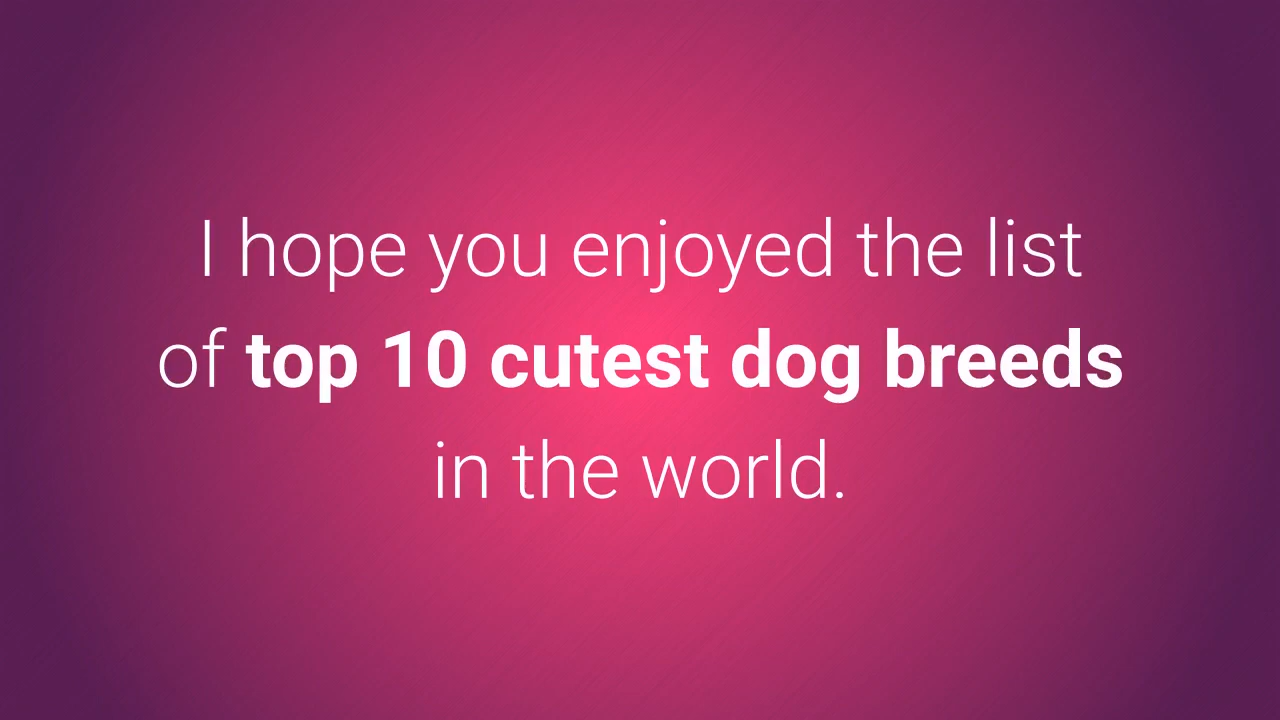 I hope you enjoyed the list
of top 10 cutest dog breeds
in the world.